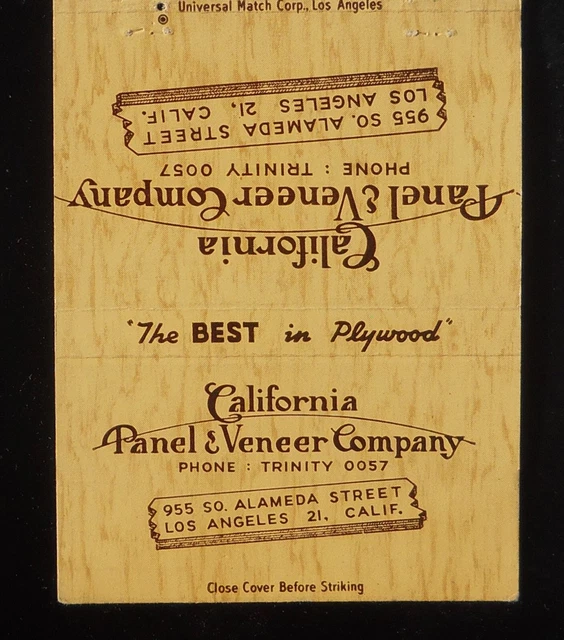 Universal Match Corp., Los Angeles
955 SO. ALAMEDA STREET
LOS ANGELES 21, CALIF.
PHONE : TRINITY 0057
Panel & Veneer Company
California
"The BEST in Plywood"
California
Panel & Veneer Company
PHONE : TRINITY 0057
955 SO. ALAMEDA STREET
LOS ANGELES 21, CALIF.
Close Cover Before Striking